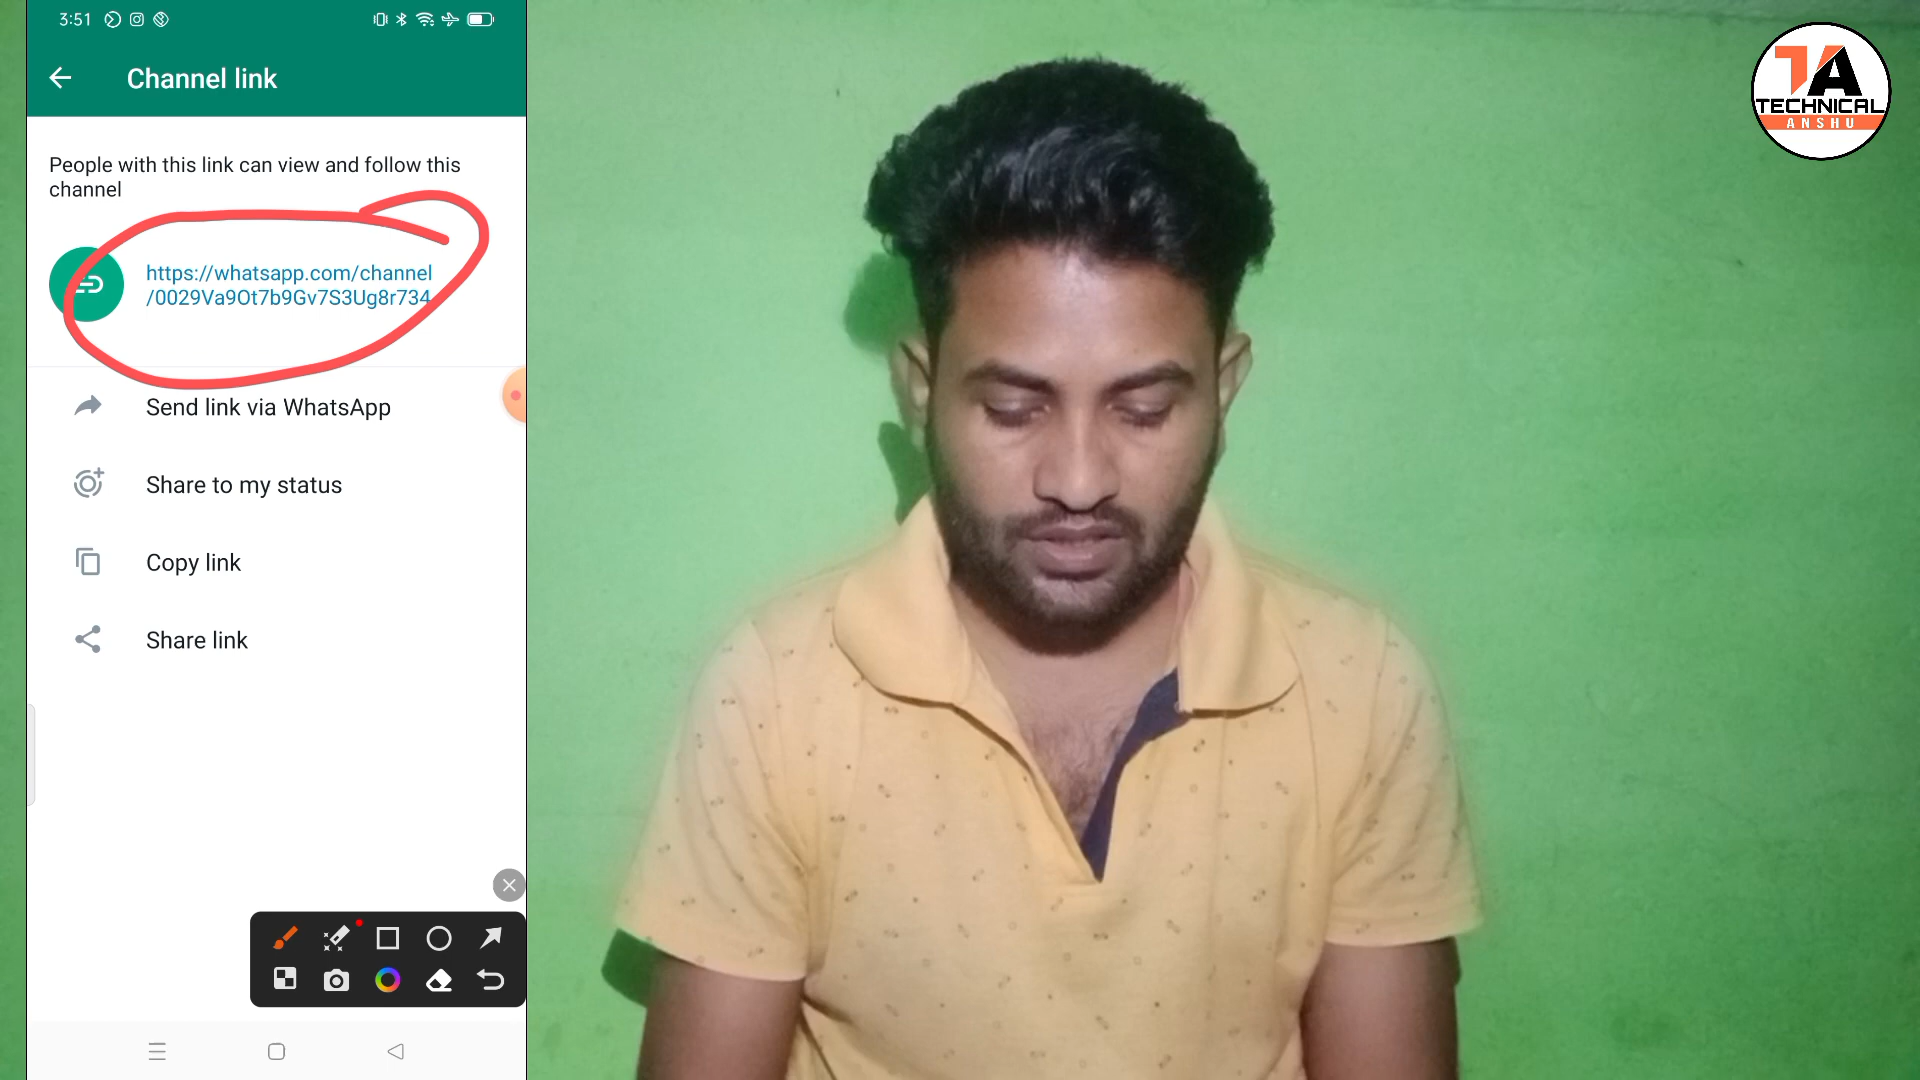 3:51
Channel link
People with this link can view and follow this
channel
https://whatsapp.com/channel
/0029Va9Ot7b9Gv7S3Ug8r734
Send link via WhatsApp
Share to my status
Copy link
Share link
TA
TECHNICAL
ANSHU